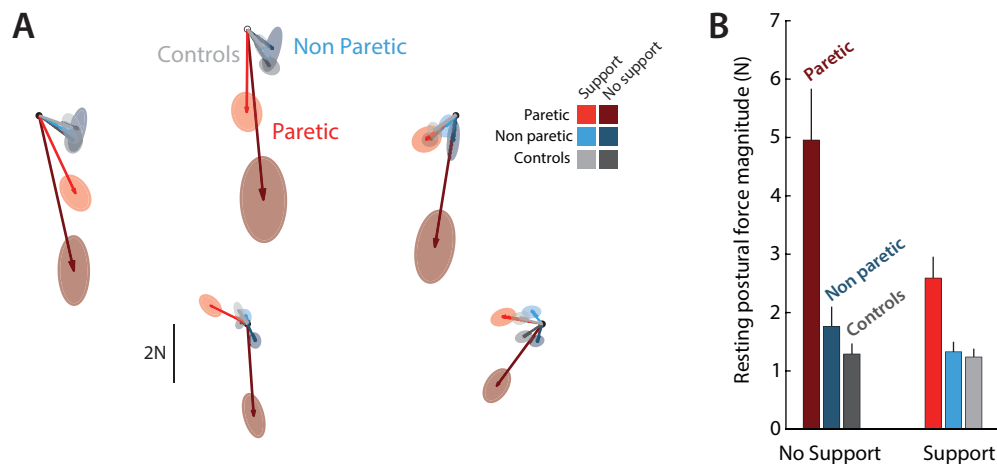 A
Controls
Non Paretic
Paretic
Support
No support
Paretic
Non paretic
Controls
2N
B
Resting postural force magnitude (N)
7
6
5
4
3
2
1
0
Paretic
Non paretic
Controls
No Support
Support